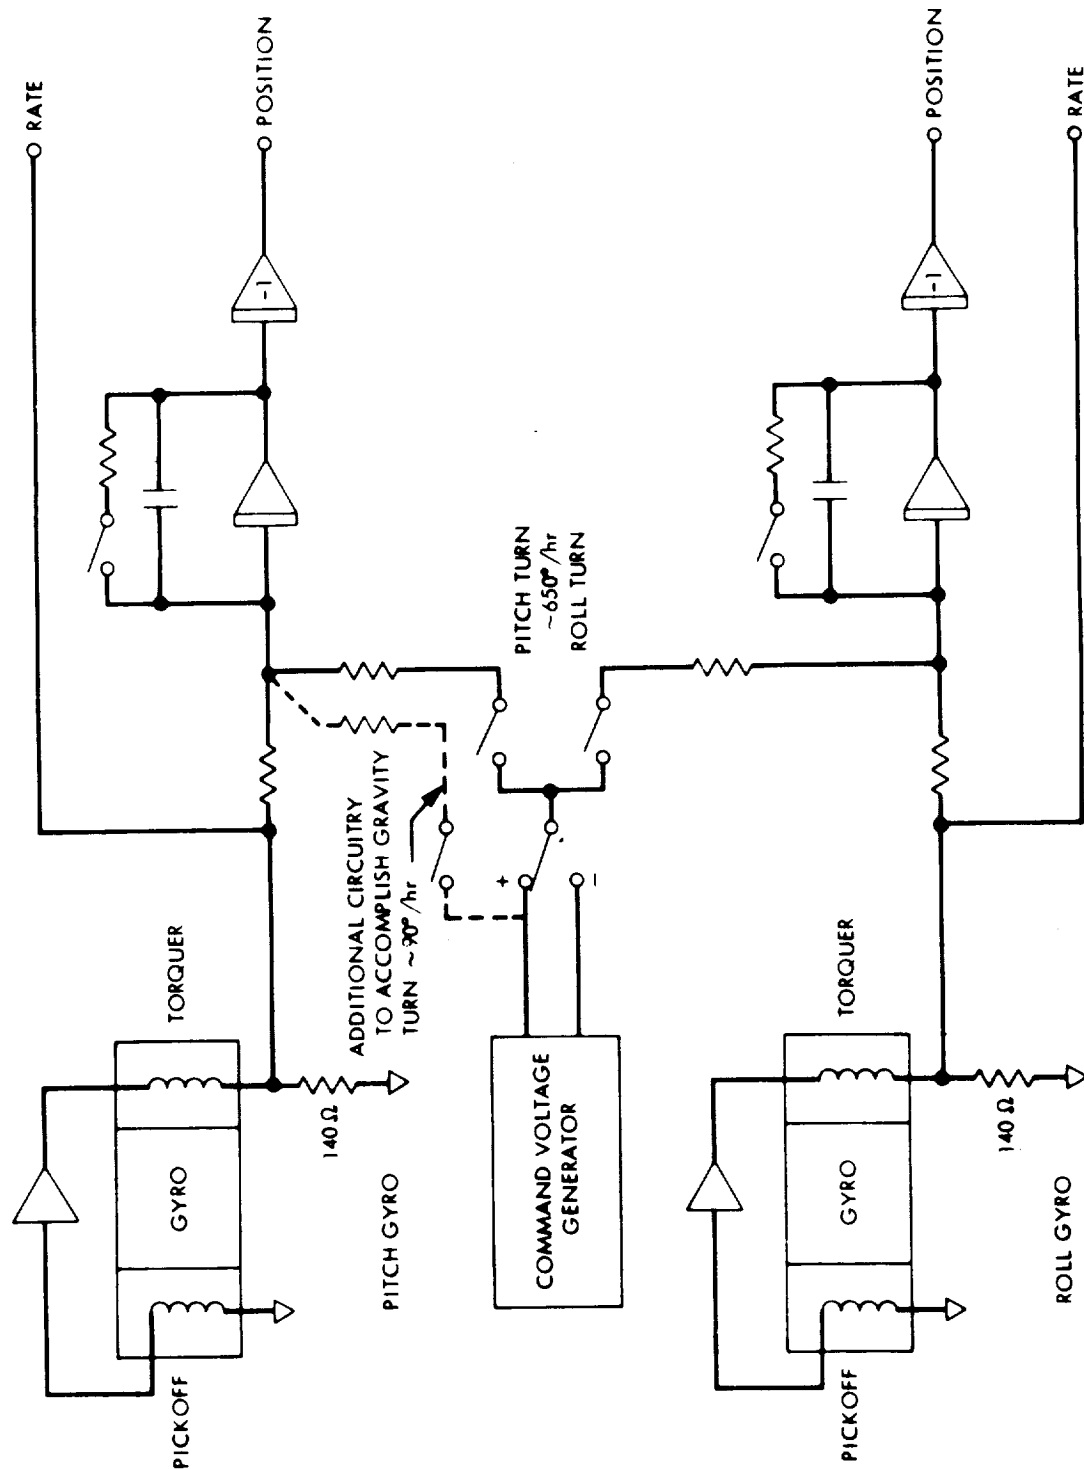 RATE
POSITION
-1
PITCH TURN
~650°/hr
ROLL TURN
ADDITIONAL CIRCUITRY
TO ACCOMPLISH GRAVITY
TURN ~90°/hr
+
-
TORQUER
GYRO
PICKOFF
140 Ω
PITCH GYRO
COMMAND VOLTAGE
GENERATOR
POSITION
RATE
-1
TORQUER
GYRO
PICKOFF
140 Ω
ROLL GYRO